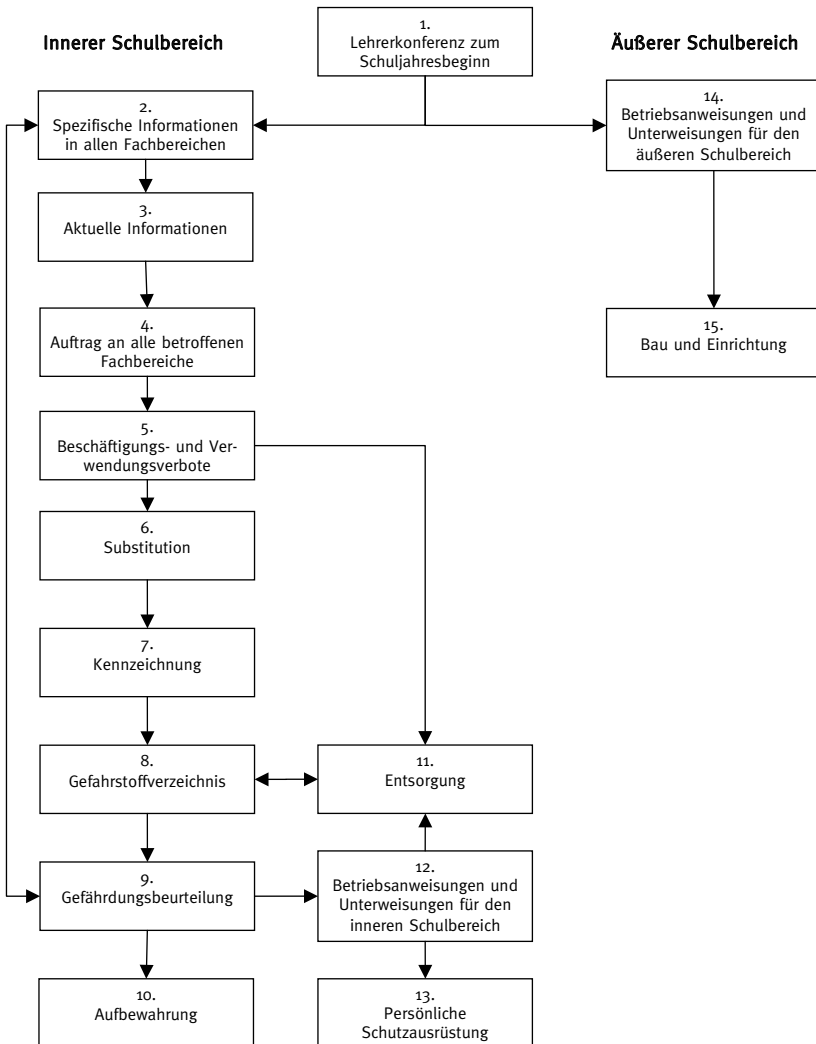 Innerer Schulbereich
1.
Lehrerkonferenz zum
Schuljahresbeginn
Äußerer Schulbereich
2.
Spezifische Informationen
in allen Fachbereichen
14.
Betriebsanweisungen und
Unterweisungen für den
äußeren Schulbereich
3.
Aktuelle Informationen
4.
Auftrag an alle betroffenen
Fachbereiche
15.
Bau und Einrichtung
5.
Beschäftigungs- und Ver-
wendungsverbote
6.
Substitution
7.
Kennzeichnung
8.
Gefahrstoffverzeichnis
11.
Entsorgung
9.
Gefährdungsbeurteilung
12.
Betriebsanweisungen und
Unterweisungen für den
inneren Schulbereich
10.
Aufbewahrung
13.
Persönliche
Schutzausrüstung